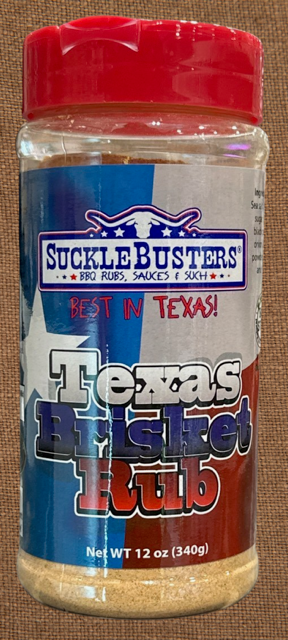 SUCKLEBUSTERS®
BBQ RUBS, SAUCES & SUCH
BEST IN TEXAS!
Texas
Brisket
Rub
Net WT 12 oz (340g)